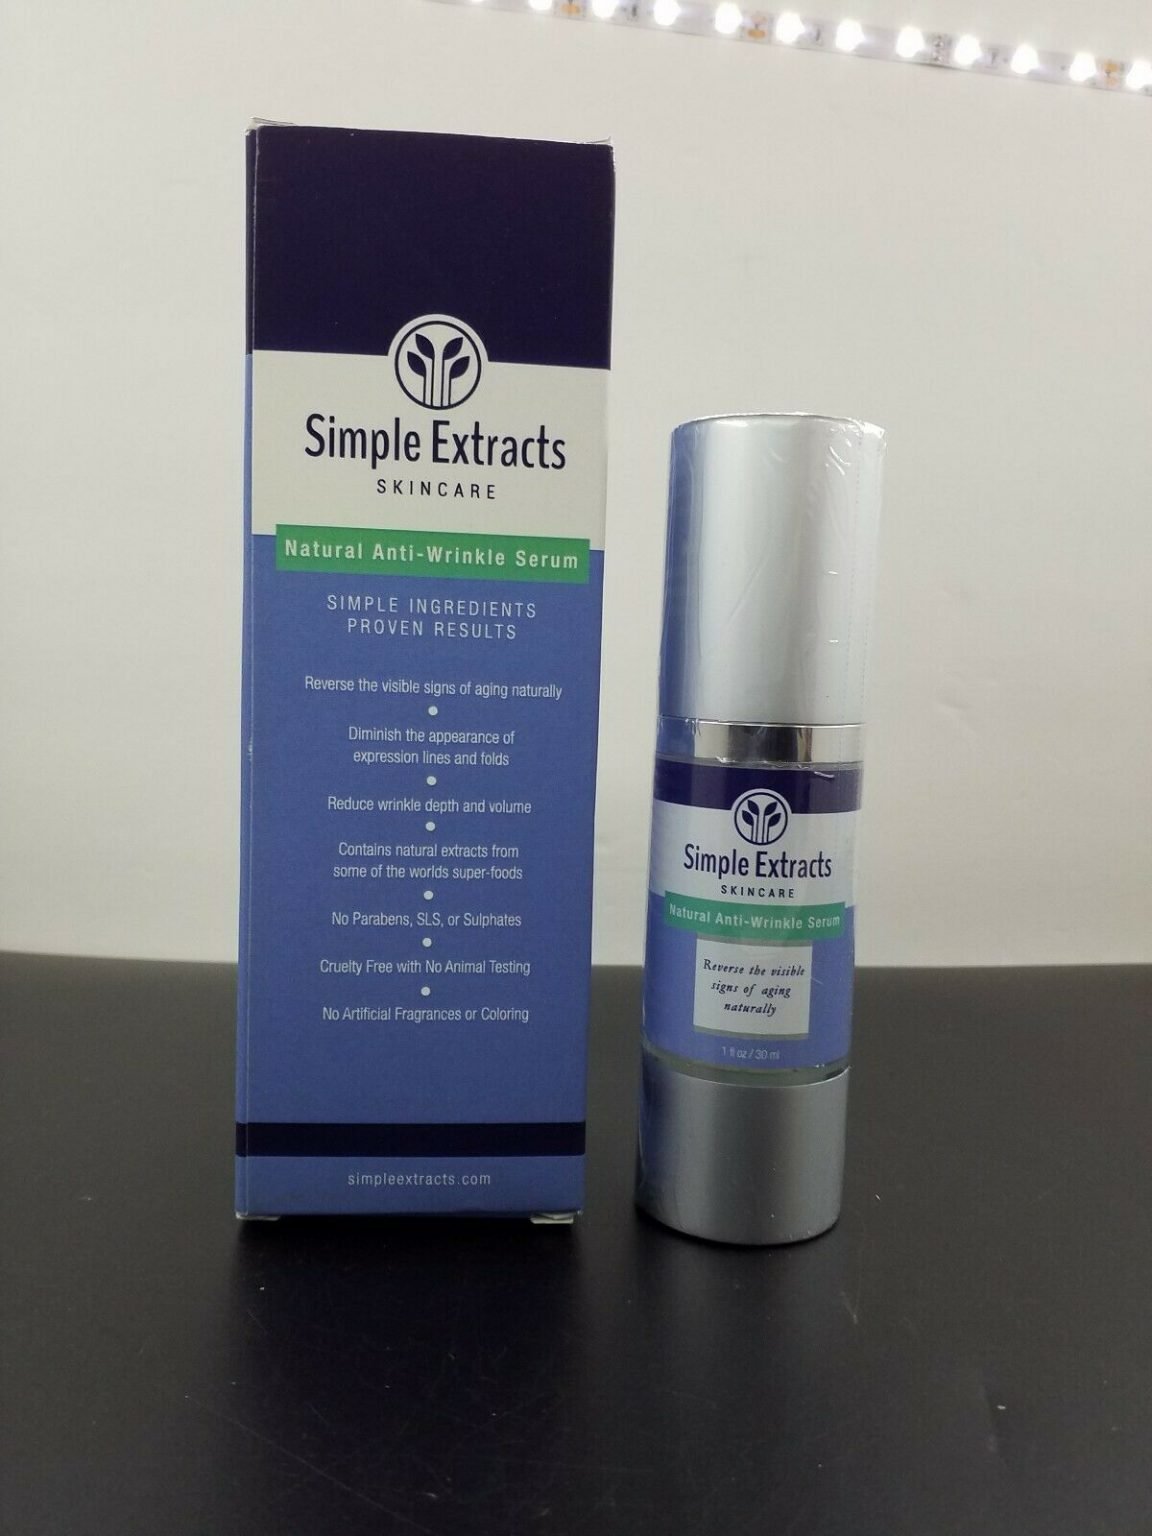 Simple Extracts
SKINCARE
Natural Anti-Wrinkle Serum
SIMPLE INGREDIENTS
PROVEN RESULTS
Reverse the visible signs of aging naturally
Diminish the appearance of
expression lines and folds
Reduce wrinkle depth and volume
Contains natural extracts from
some of the worlds super-foods
No Parabens, SLS, or Sulphates
Cruelty Free with No Animal Testing
No Artificial Fragrances or Coloring
simpleextracts.com
Simple Extracts
SKINCARE
Natural Anti-Wrinkle Serum
Reverse the visible
signs of aging
naturally
1 fl oz / 30 ml